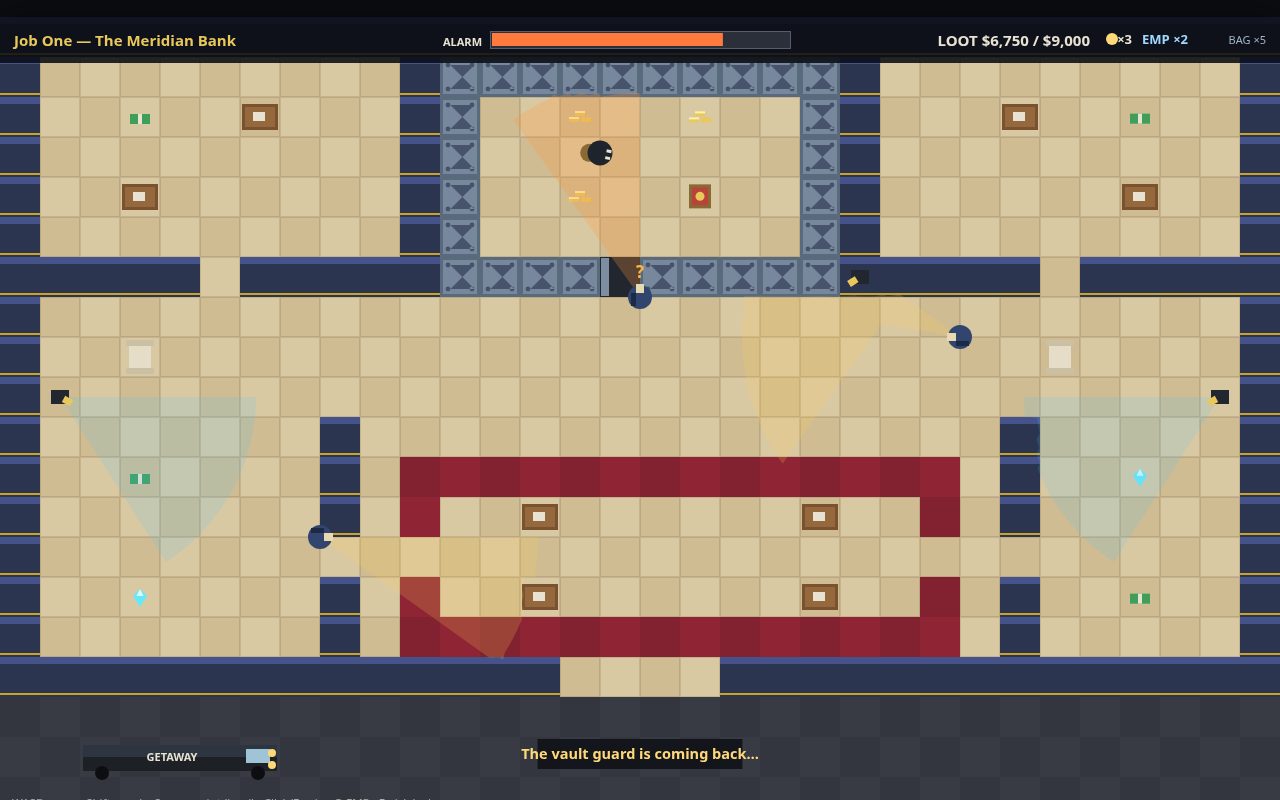 Job One — The Meridian Bank
ALARM
LOOT $6,750 / $9,000
×3
EMP ×2
BAG ×5
?
GETAWAY
The vault guard is coming back...